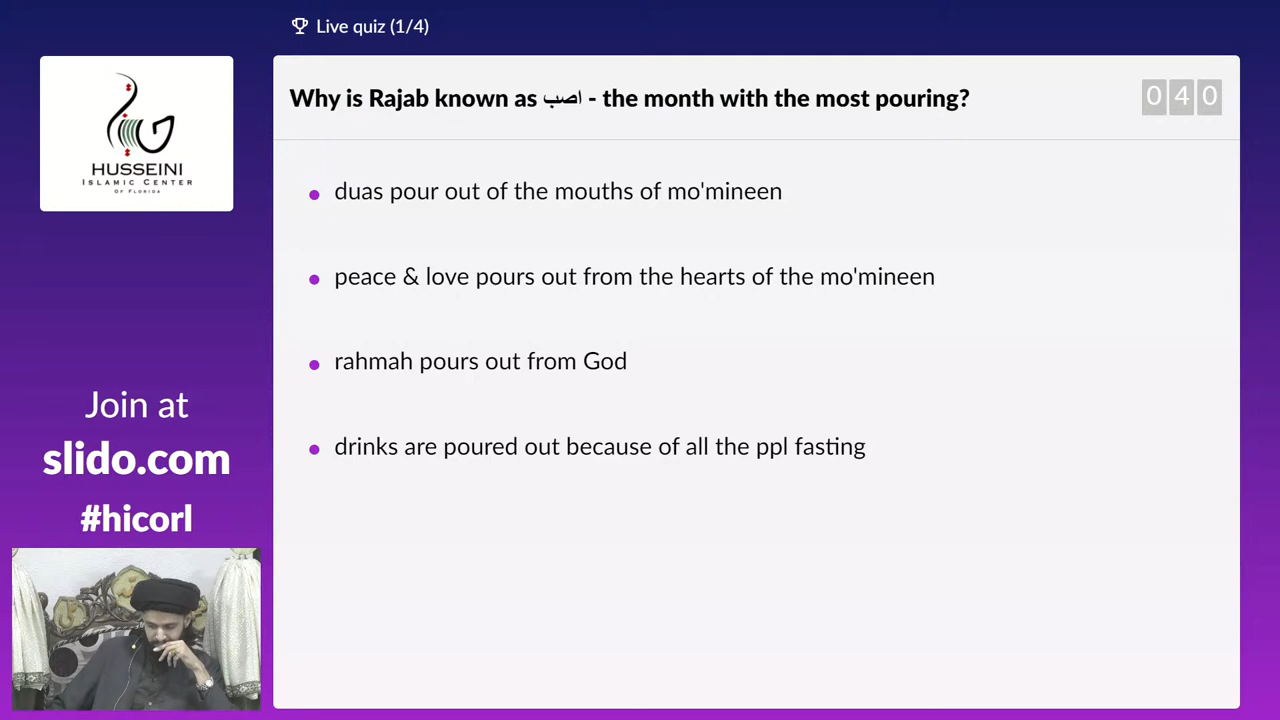 Live quiz (1/4)
HUSSEINI
ISLAMIC CENTER
OF FLORIDA
Why is Rajab known as اصب - the month with the most pouring?
040
duas pour out of the mouths of mo'mineen
peace & love pours out from the hearts of the mo'mineen
rahmah pours out from God
drinks are poured out because of all the ppl fasting
Join at
slido.com
#hicorl